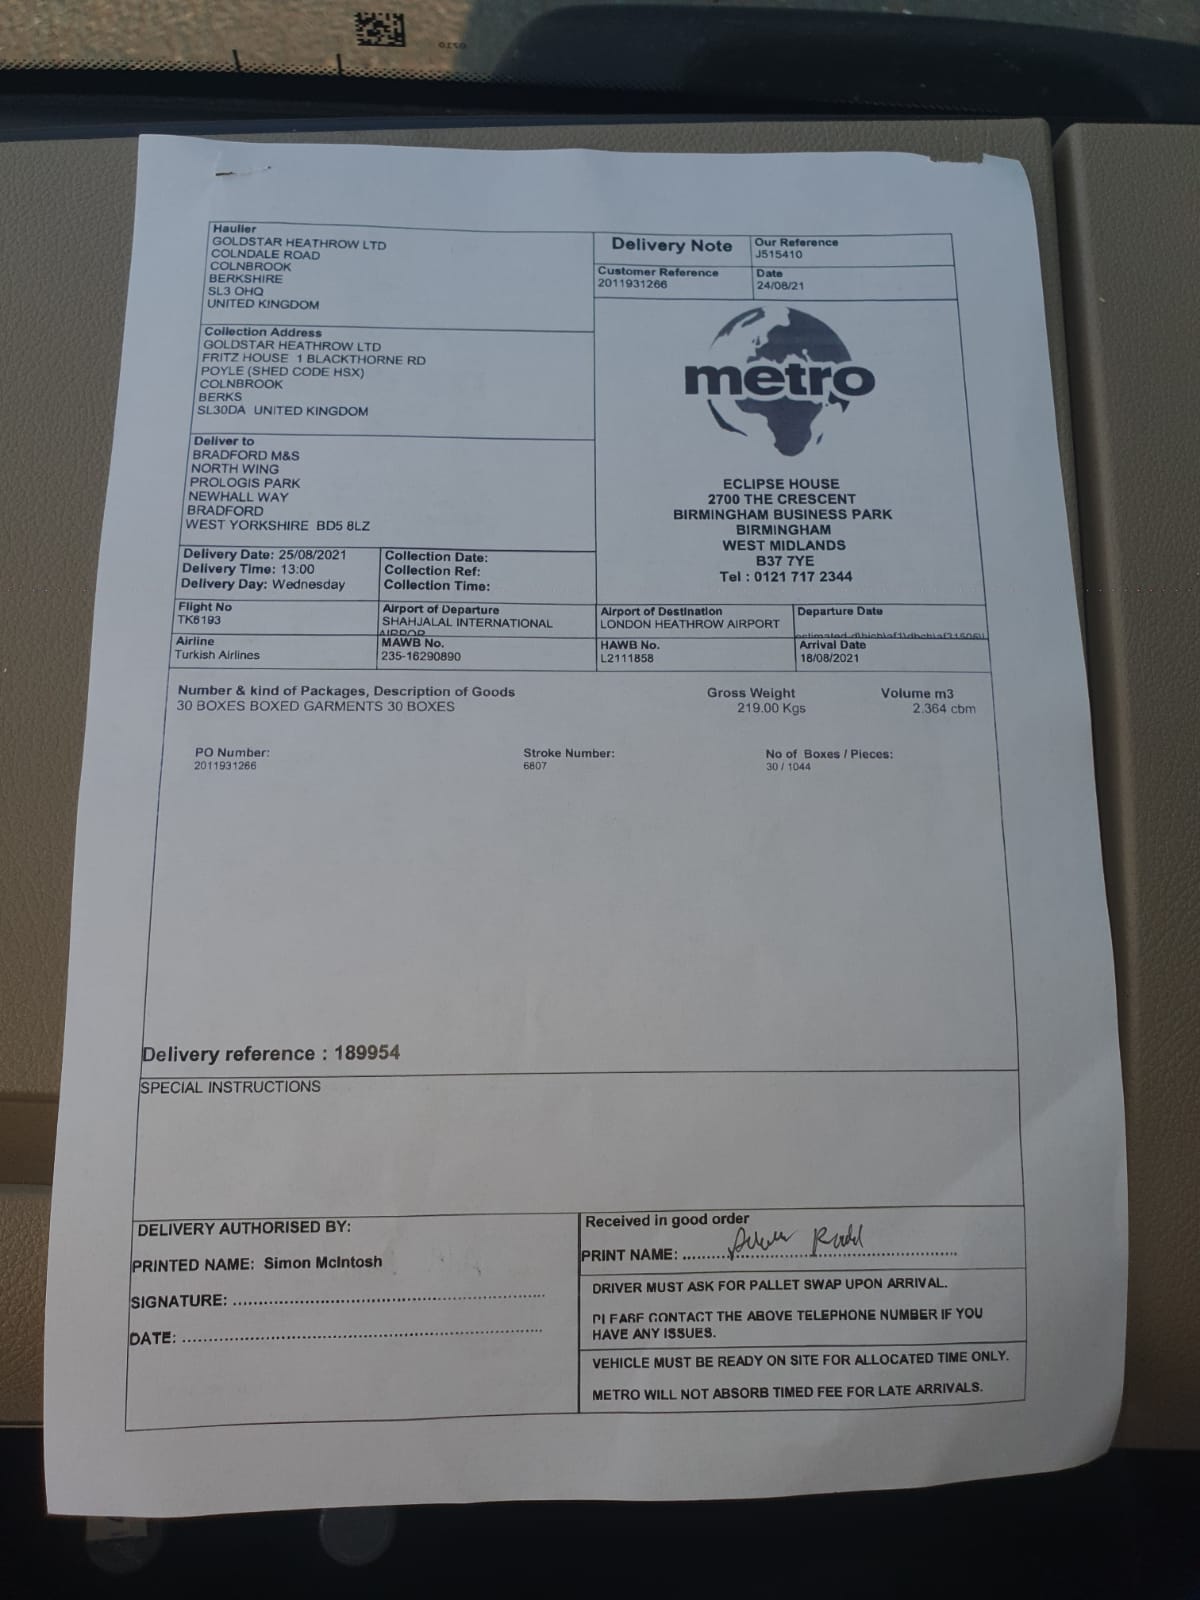 Haulier
GOLDSTAR HEATHROW LTD
COLNDALE ROAD
COLNBROOK
BERKSHIRE
SL3 OHQ
UNITED KINGDOM
Delivery Note
Our Reference
J515410
Customer Reference
2011931266
Date
24/08/21
Collection Address
GOLDSTAR HEATHROW LTD
FRITZ HOUSE 1 BLACKTHORNE RD
POYLE (SHED CODE HSX)
COLNBROOK
BERKS
SL30DA UNITED KINGDOM
metro
ECLIPSE HOUSE
2700 THE CRESCENT
BIRMINGHAM BUSINESS PARK
BIRMINGHAM
WEST MIDLANDS
B37 7YE
Tel : 0121 717 2344
Deliver to
BRADFORD M&S
NORTH WING
PROLOGIS PARK
NEWHALL WAY
BRADFORD
WEST YORKSHIRE BD5 8LZ
Delivery Date: 25/08/2021
Delivery Time: 13:00
Delivery Day: Wednesday
Collection Date:
Collection Ref:
Collection Time:
Flight No
TK6193
Airport of Departure
SHAHJALAL INTERNATIONAL
Airport of Destination
LONDON HEATHROW AIRPORT
Departure Date
Airline
Turkish Airlines
MAWB No.
235-16290890
HAWB No.
L2111858
Arrival Date
18/08/2021
Number & kind of Packages, Description of Goods
30 BOXES BOXED GARMENTS 30 BOXES
Gross Weight
219.00 Kgs
Volume m3
2.364 cbm
PO Number:
2011931266
Stroke Number:
6807
No of Boxes / Pieces:
30 / 1044
Delivery reference : 189954
SPECIAL INSTRUCTIONS
DELIVERY AUTHORISED BY:
PRINTED NAME: Simon McIntosh
SIGNATURE:
DATE:
Received in good order
PRINT NAME:
DRIVER MUST ASK FOR PALLET SWAP UPON ARRIVAL.
PLEASE CONTACT THE ABOVE TELEPHONE NUMBER IF YOU
HAVE ANY ISSUES.
VEHICLE MUST BE READY ON SITE FOR ALLOCATED TIME ONLY.
METRO WILL NOT ABSORB TIMED FEE FOR LATE ARRIVALS.